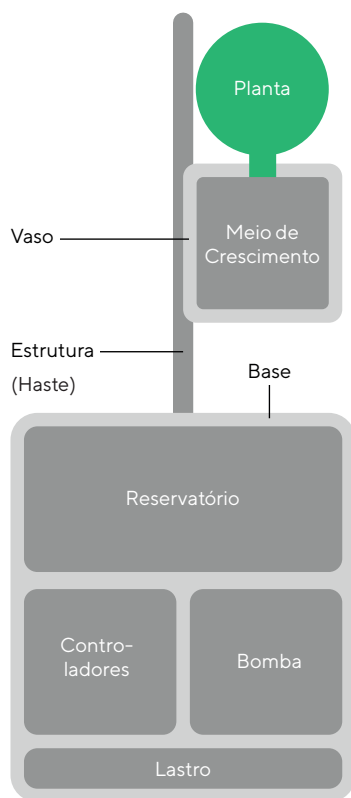 Planta
Meio de
Crescimento
Vaso
Estrutura
(Haste)
Base
Reservatório
Contro-
ladores
Bomba
Lastro